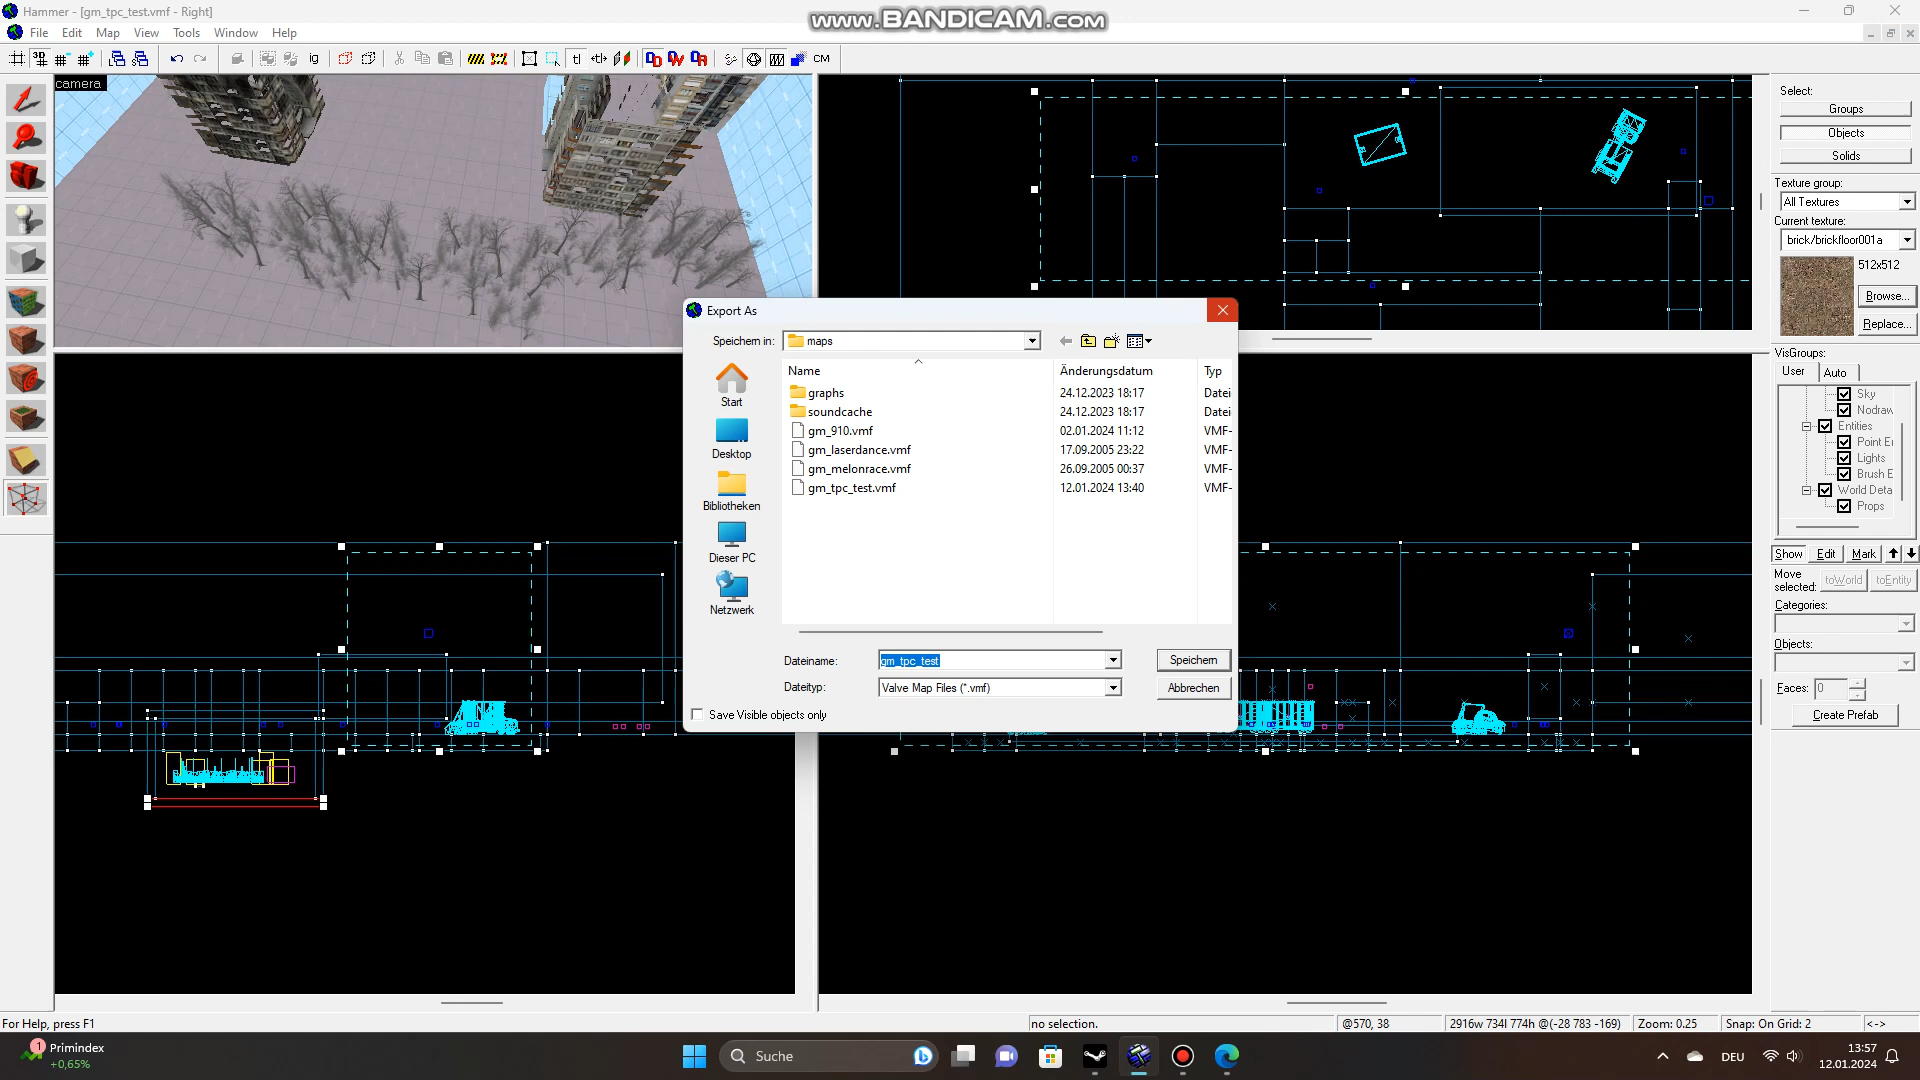 Hammer - [gm_tpc_test.vmf - Right]
www.BANDICAM.com
File Edit Map View Tools Window Help
3D
ig
tl
CM
camera
Select:
Groups
Objects
Solids
Texture group:
All Textures
Current texture:
brick/brickfloor001a
512x512
Browse...
Replace...
VisGroups:
User Auto
Sky
Nodraw
Entities
Point Er
Lights
Brush E
World Deta
Props
Show Edit Mark
Move selected:
toWorld toEntity
Categories:
Objects:
Faces: 0
Create Prefab
Export As
Speichern in: maps
Start
Desktop
Bibliotheken
Dieser PC
Netzwerk
Name Änderungsdatum Typ
graphs 24.12.2023 18:17 Datei
soundcache 24.12.2023 18:17 Datei
gm_910.vmf 02.01.2024 11:12 VMF-
gm_laserdance.vmf 17.09.2005 23:22 VMF-
gm_melonrace.vmf 26.09.2005 00:37 VMF-
gm_tpc_test.vmf 12.01.2024 13:40 VMF-
Dateiname: gm_tpc_test Speichern
Dateityp: Valve Map Files (*.vmf) Abbrechen
Save Visible objects only
For Help, press F1
no selection.
@570, 38
2916w 734l 774h @(-28 783 -169)
Zoom: 0.25
Snap: On Grid: 2
<->
1
Primindex
+0,65%
Suche
DEU
13:57
12.01.2024